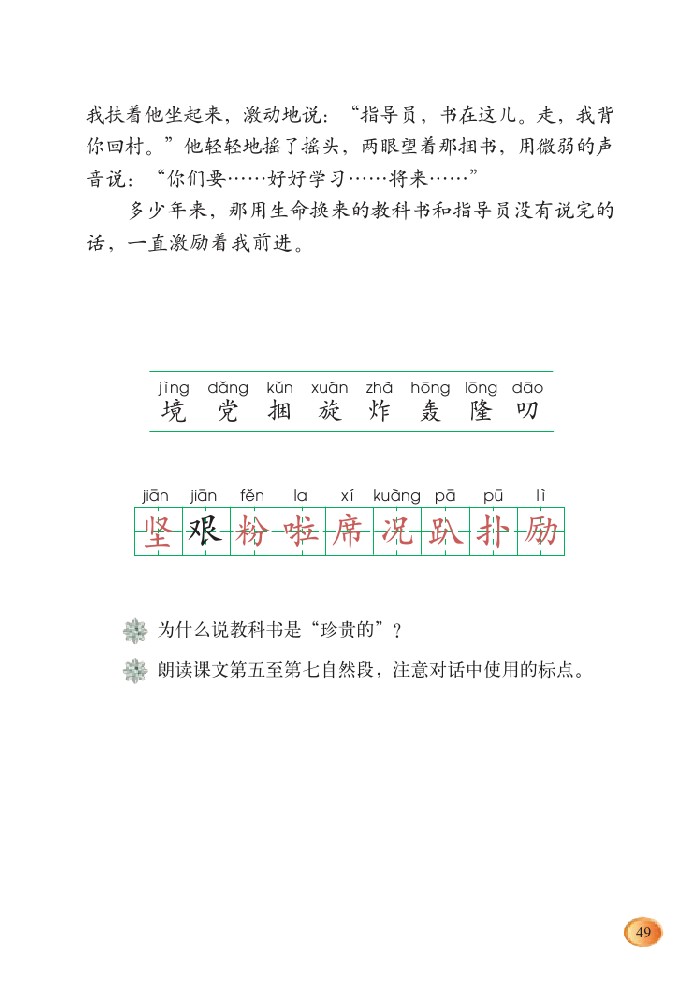 我扶着他坐起来，激动地说：“指导员，书在这儿。走，我背
你回村。”他轻轻地摇了摇头，两眼望着那捆书，用微弱的声
音说：“你们要……好好学习……将来……”
多少年来，那用生命换来的教科书和指导员没有说完的
话，一直激励着我前进。
jìng dǎng kǔn xuàn zhà hōng lōng dāo
境 党 捆 旋 炸 轰 隆 叨
jiān jiān fěn la xí kuàng pā pū lì
坚 艰 粉 啦 席 况 趴 扑 励
为什么说教科书是“珍贵的”？
朗读课文第五至第七自然段，注意对话中使用的标点。
49